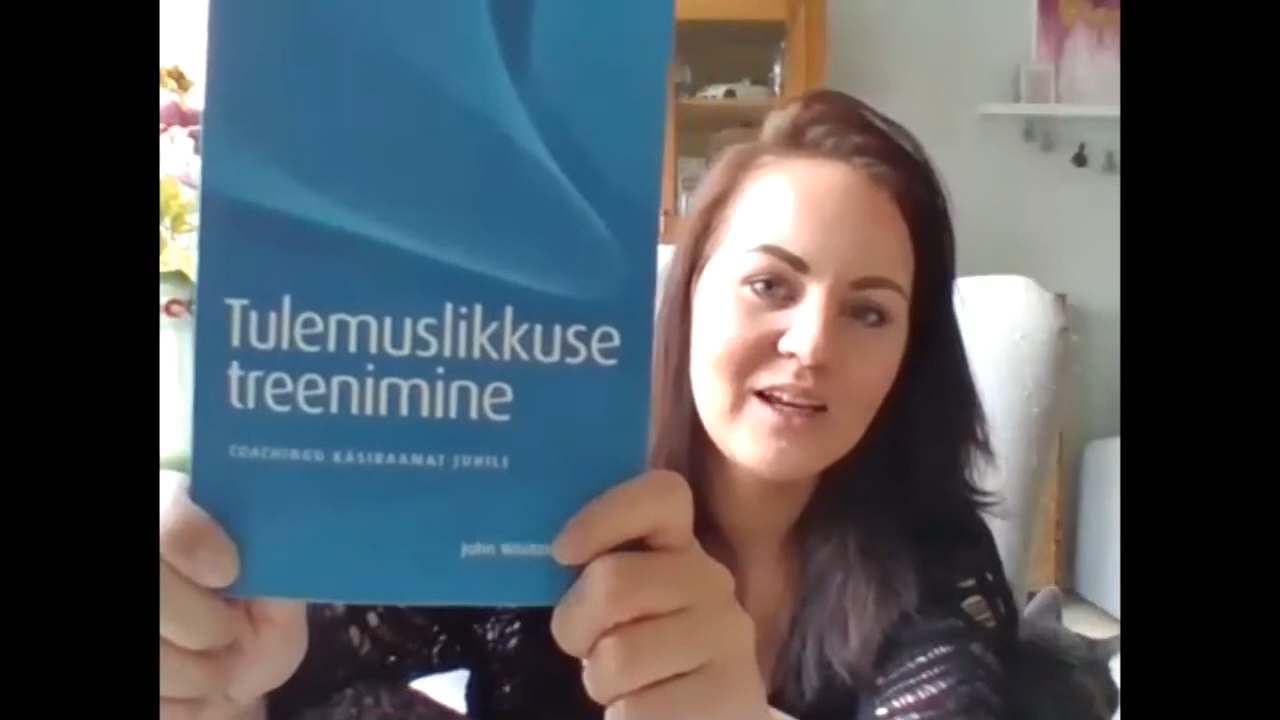 Tulemuslikkuse
treenimine
COACHINGU KÄSIRAAMAT JUHILE
John